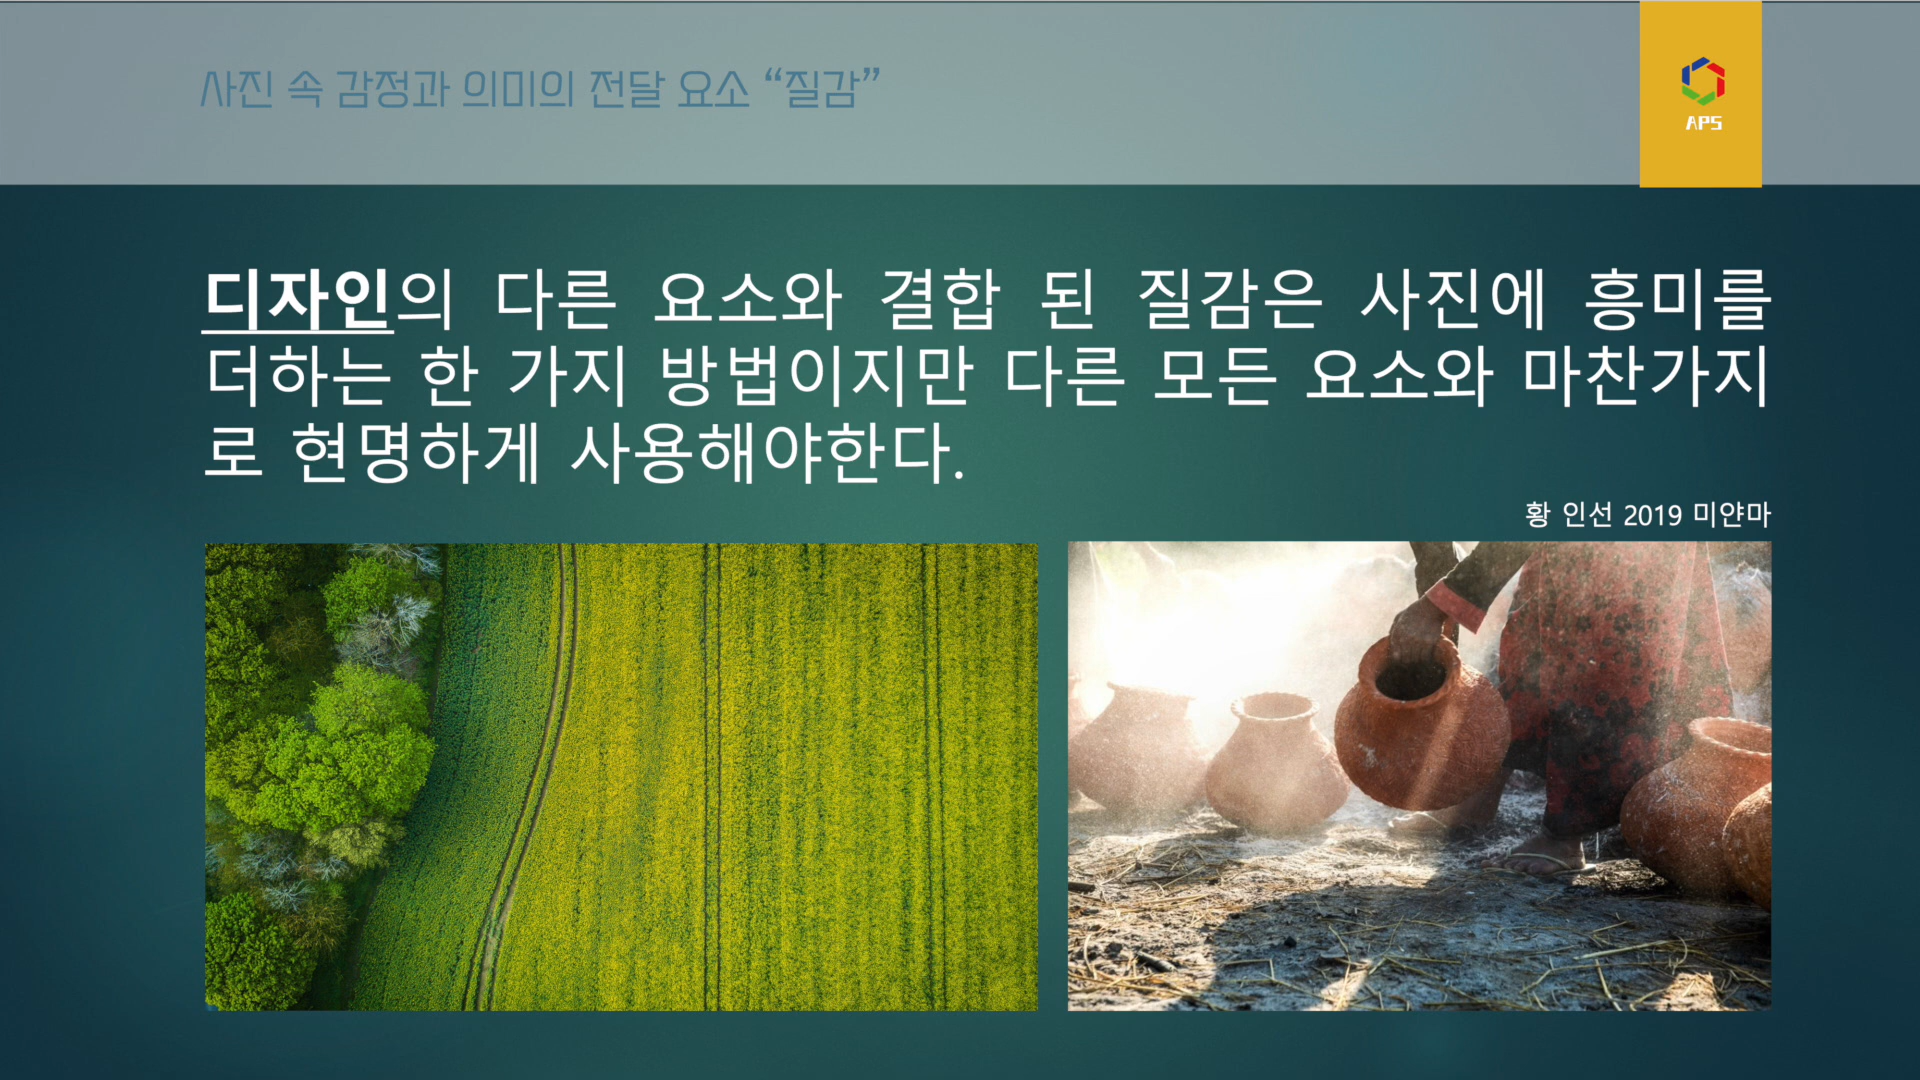 사진 속 감정과 의미의 전달 요소 “질감”
APS
디자인의 다른 요소와 결합 된 질감은 사진에 흥미를
더하는 한 가지 방법이지만 다른 모든 요소와 마찬가지
로 현명하게 사용해야한다.
황 인선 2019 미얀마